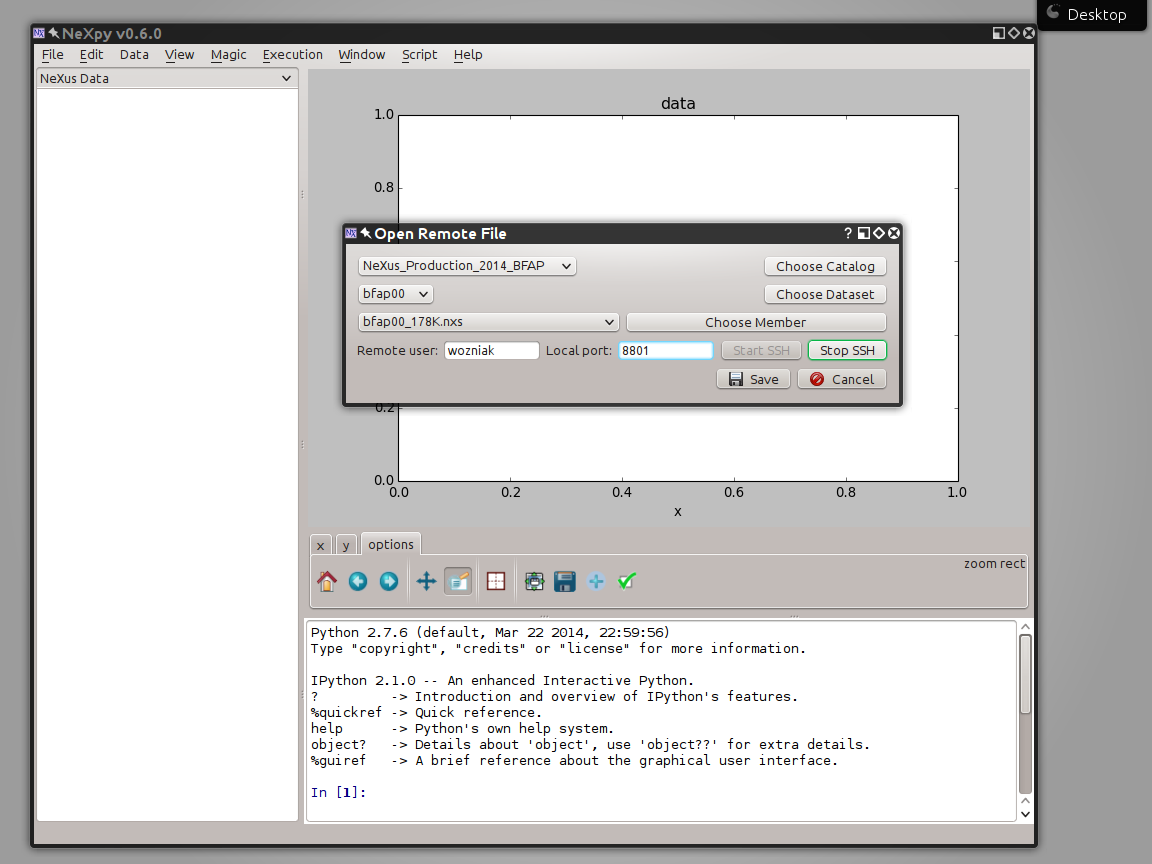 Desktop
NeXpy v0.6.0
File Edit Data View Magic Execution Window Script Help
NeXus Data
data
1.0
0.8
Open Remote File ?
NeXus_Production_2014_BFAP Choose Catalog
bfap00 Choose Dataset
bfap00_178K.nxs Choose Member
Remote user: wozniak Local port: 8801 Start SSH Stop SSH
Save Cancel
0.2
0.0
0.0 0.2 0.4 0.6 0.8 1.0
x
x y options
zoom rect
Python 2.7.6 (default, Mar 22 2014, 22:59:56)
Type "copyright", "credits" or "license" for more information.
IPython 2.1.0 -- An enhanced Interactive Python.
? -> Introduction and overview of IPython's features.
%quickref -> Quick reference.
help -> Python's own help system.
object? -> Details about 'object', use 'object??' for extra details.
%guiref -> A brief reference about the graphical user interface.
In [1]: